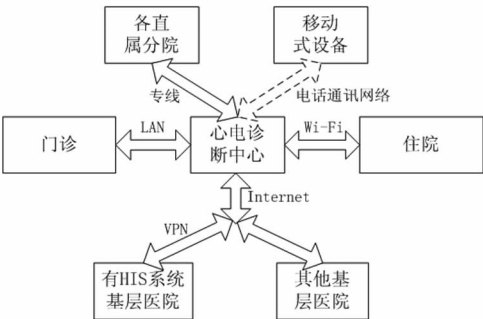 各直
属分院
移动
式设备
专线
电话通讯网络
门诊
LAN
心电诊
断中心
Wi-Fi
住院
Internet
VPN
有HIS系统
基层医院
其他基
层医院